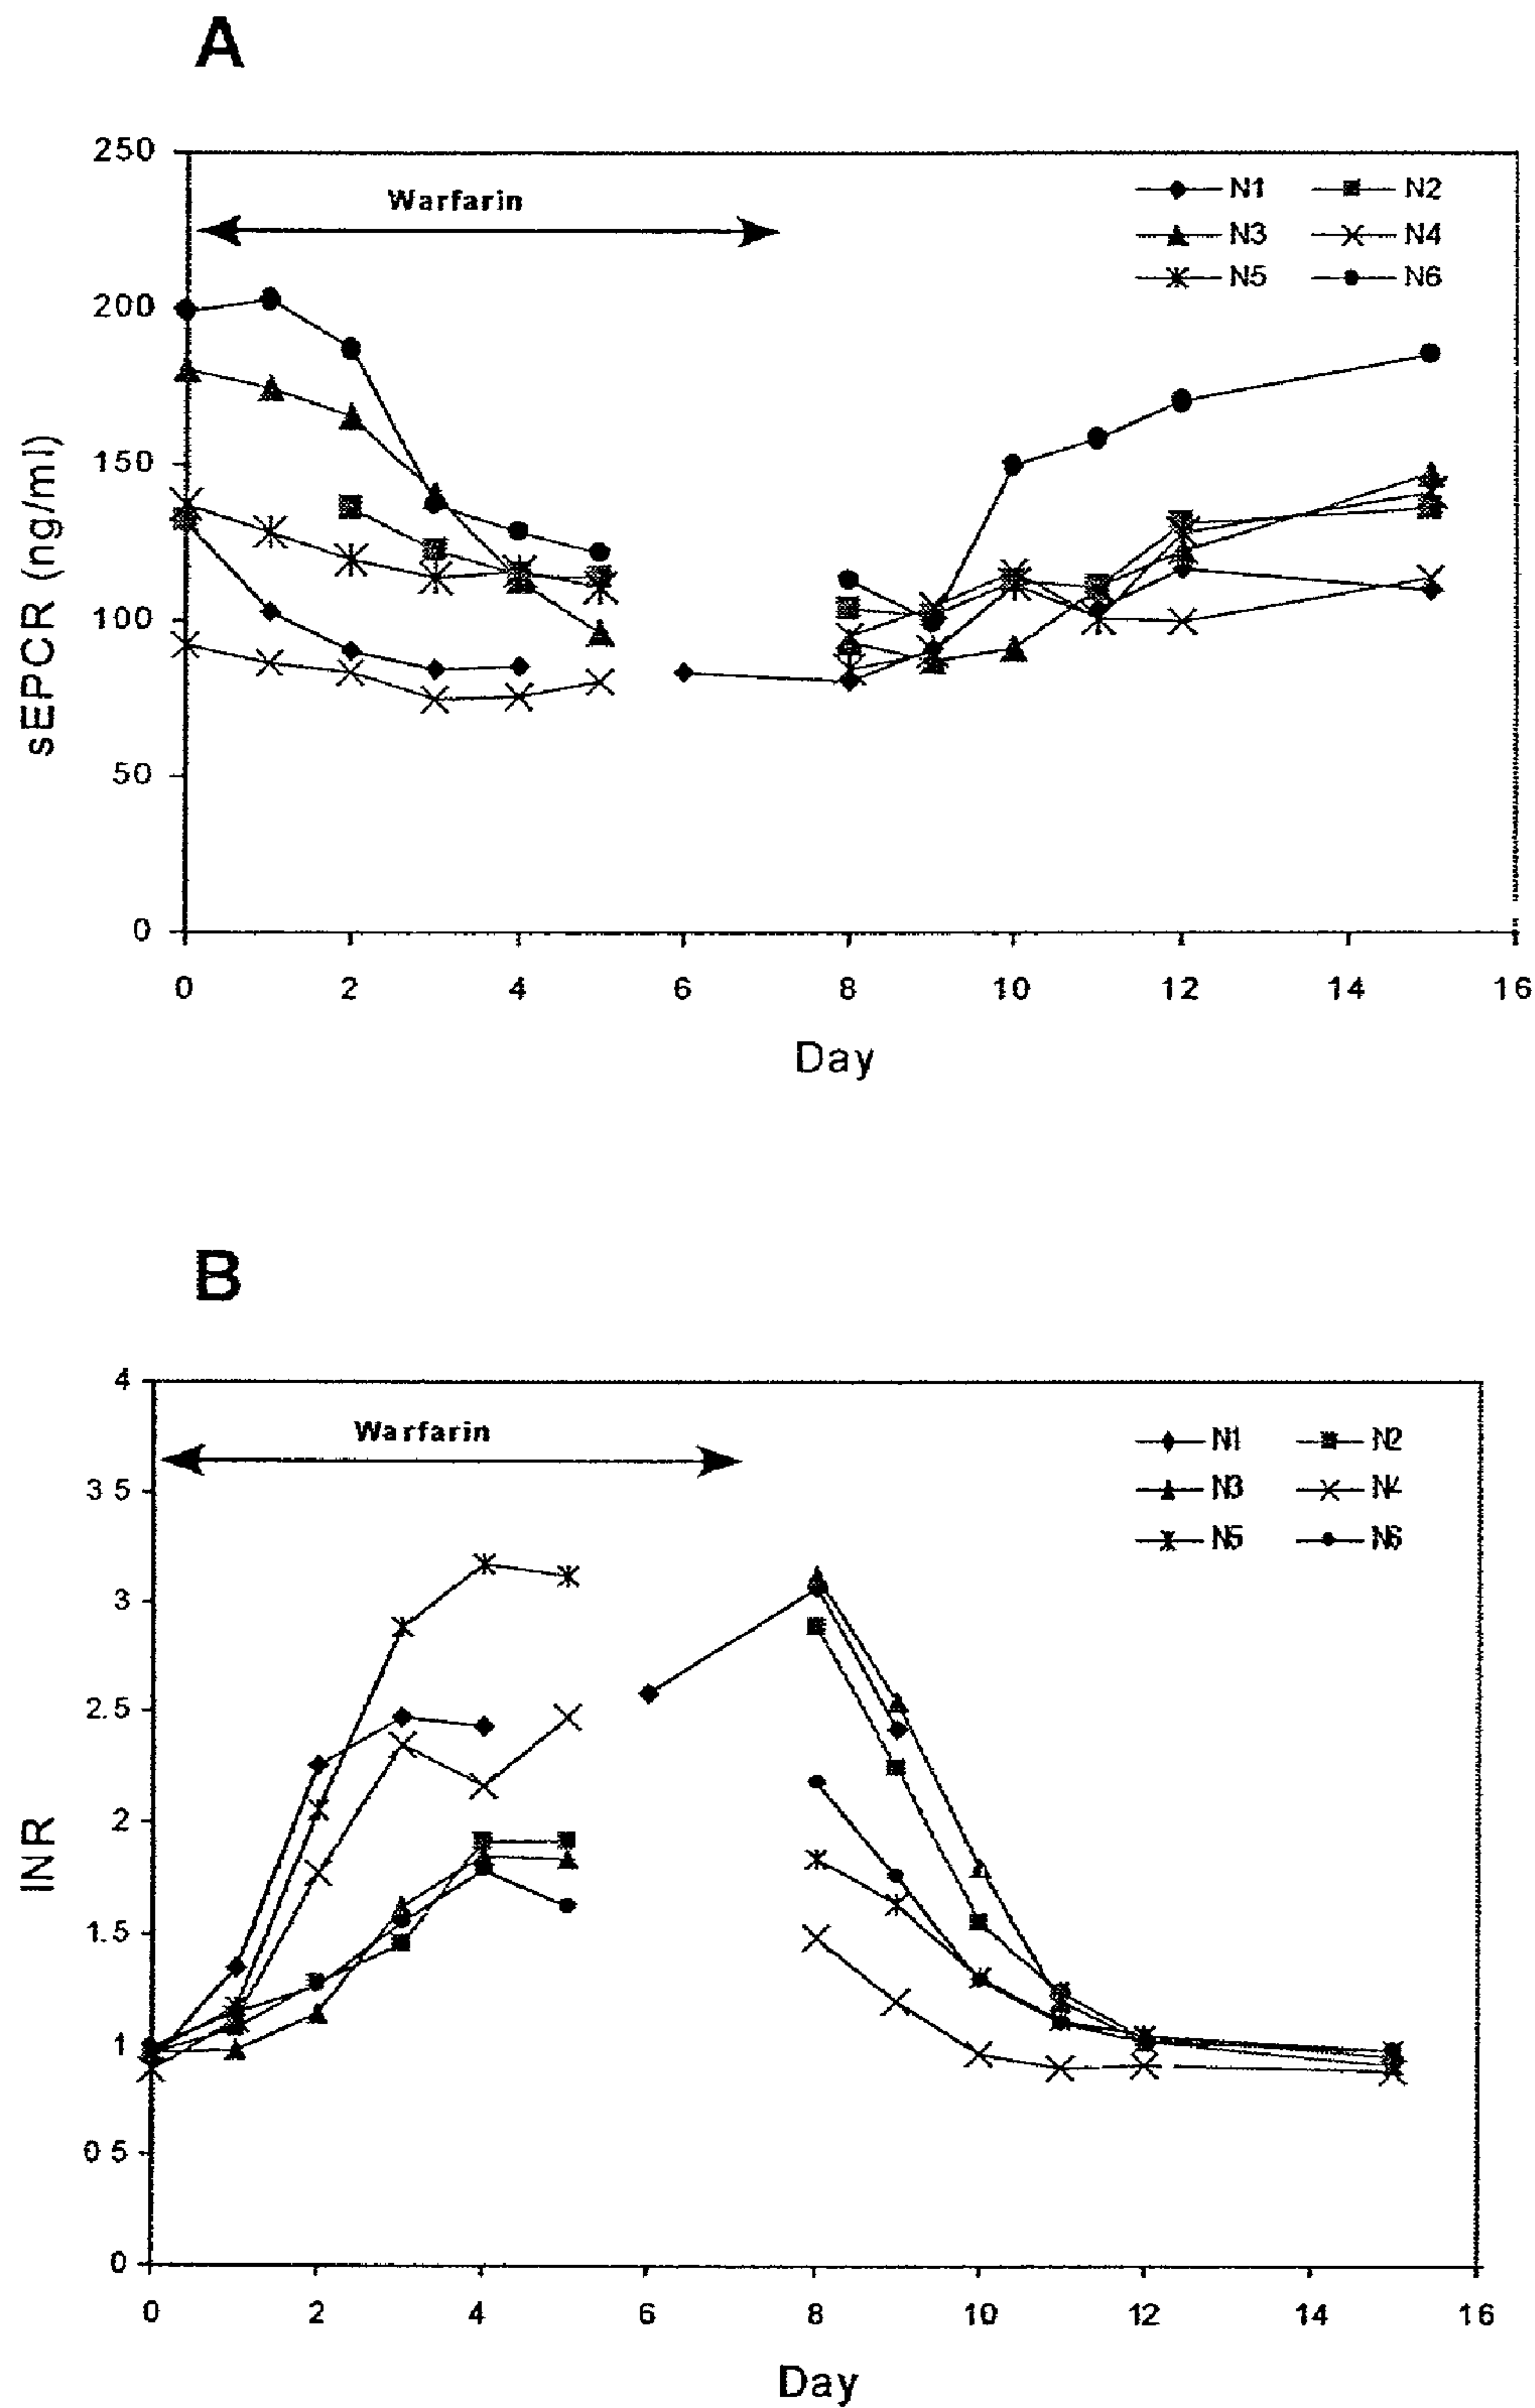 A
250
Warfarin
N1 N2
N3 N4
N5 N6
200
150
100
50
0
sEPCR (ng/ml)
0 2 4 6 8 10 12 14 16
Day
B
4
Warfarin
N1 N2
3 5
N3 N4
N5 N6
3
2.5
2
1.5
1
0 5
0
INR
0 2 4 6 8 10 12 14 16
Day